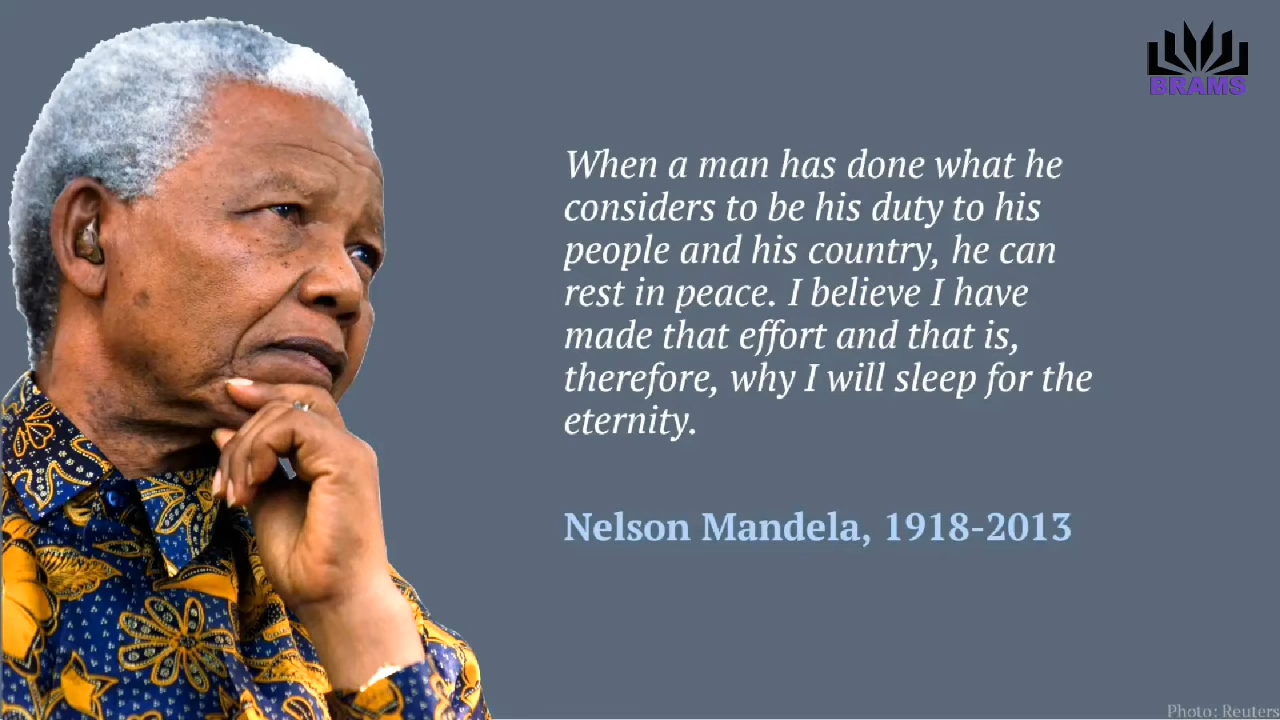 BRAMS
When a man has done what he
considers to be his duty to his
people and his country, he can
rest in peace. I believe I have
made that effort and that is,
therefore, why I will sleep for the
eternity.
Nelson Mandela, 1918-2013
Photo: Reuters